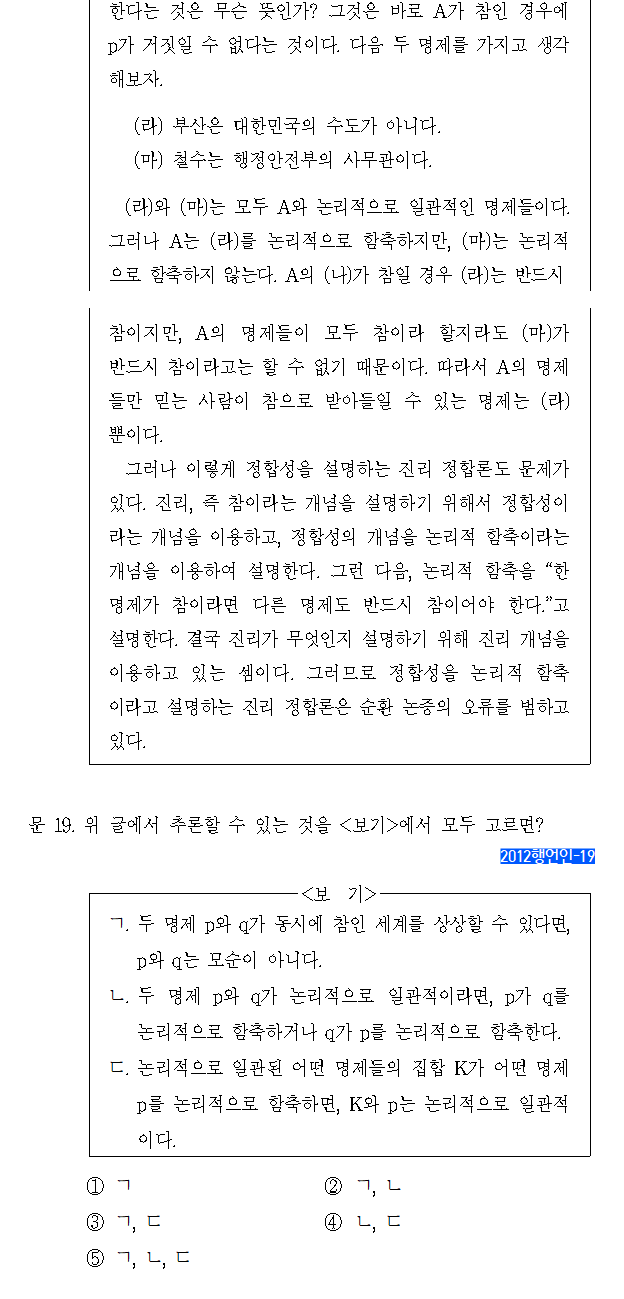 한다는 것은 무슨 뜻인가? 그것은 바로 A가 참인 경우에
p가 거짓일 수 없다는 것이다. 다음 두 명제를 가지고 생각
해보자.
(라) 부산은 대한민국의 수도가 아니다.
(마) 철수는 행정안전부의 사무관이다.
(라)와 (마)는 모두 A와 논리적으로 일관적인 명제들이다.
그러나 A는 (라)를 논리적으로 함축하지만, (마)는 논리적
으로 함축하지 않는다. A의 (나)가 참일 경우 (라)는 반드시
참이지만, A의 명제들이 모두 참이라 할지라도 (마)가
반드시 참이라고는 할 수 없기 때문이다. 따라서 A의 명제
들만 믿는 사람이 참으로 받아들일 수 있는 명제는 (라)
뿐이다.
그러나 이렇게 정합성을 설명하는 진리 정합론도 문제가
있다. 진리, 즉 참이라는 개념을 설명하기 위해서 정합성이
라는 개념을 이용하고, 정합성의 개념을 논리적 함축이라는
개념을 이용하여 설명한다. 그런 다음, 논리적 함축을 “한
명제가 참이라면 다른 명제도 반드시 참이어야 한다.”고
설명한다. 결국 진리가 무엇인지 설명하기 위해 진리 개념을
이용하고 있는 셈이다. 그러므로 정합성을 논리적 함축
이라고 설명하는 진리 정합론은 순환 논증의 오류를 범하고
있다.
문 19. 위 글에서 추론할 수 있는 것을 <보기>에서 모두 고르면?
2012행언인-19
<보 기>
ㄱ. 두 명제 p와 q가 동시에 참인 세계를 상상할 수 있다면,
p와 q는 모순이 아니다.
ㄴ. 두 명제 p와 q가 논리적으로 일관적이라면, p가 q를
논리적으로 함축하거나 q가 p를 논리적으로 함축한다.
ㄷ. 논리적으로 일관된 어떤 명제들의 집합 K가 어떤 명제
p를 논리적으로 함축하면, K와 p는 논리적으로 일관적
이다.
① ㄱ ② ㄱ, ㄴ
③ ㄱ, ㄷ ④ ㄴ, ㄷ
⑤ ㄱ, ㄴ, ㄷ